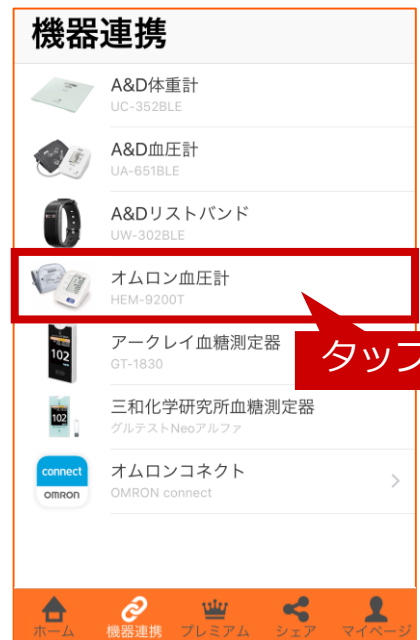 機器連携
A&D体重計
UC-352BLE
A&D血圧計
UA-651BLE
A&Dリストバンド
UW-302BLE
オムロン血圧計
HEM-9200T
アークレイ血糖測定器
GT-1830
102
タップ
三和化学研究所血糖測定器
グルテストNeoアルファ
102
オムロンコネクト
OMRON connect
connect
OMRON
ホーム
機器連携
プレミアム
シェア
マイページ